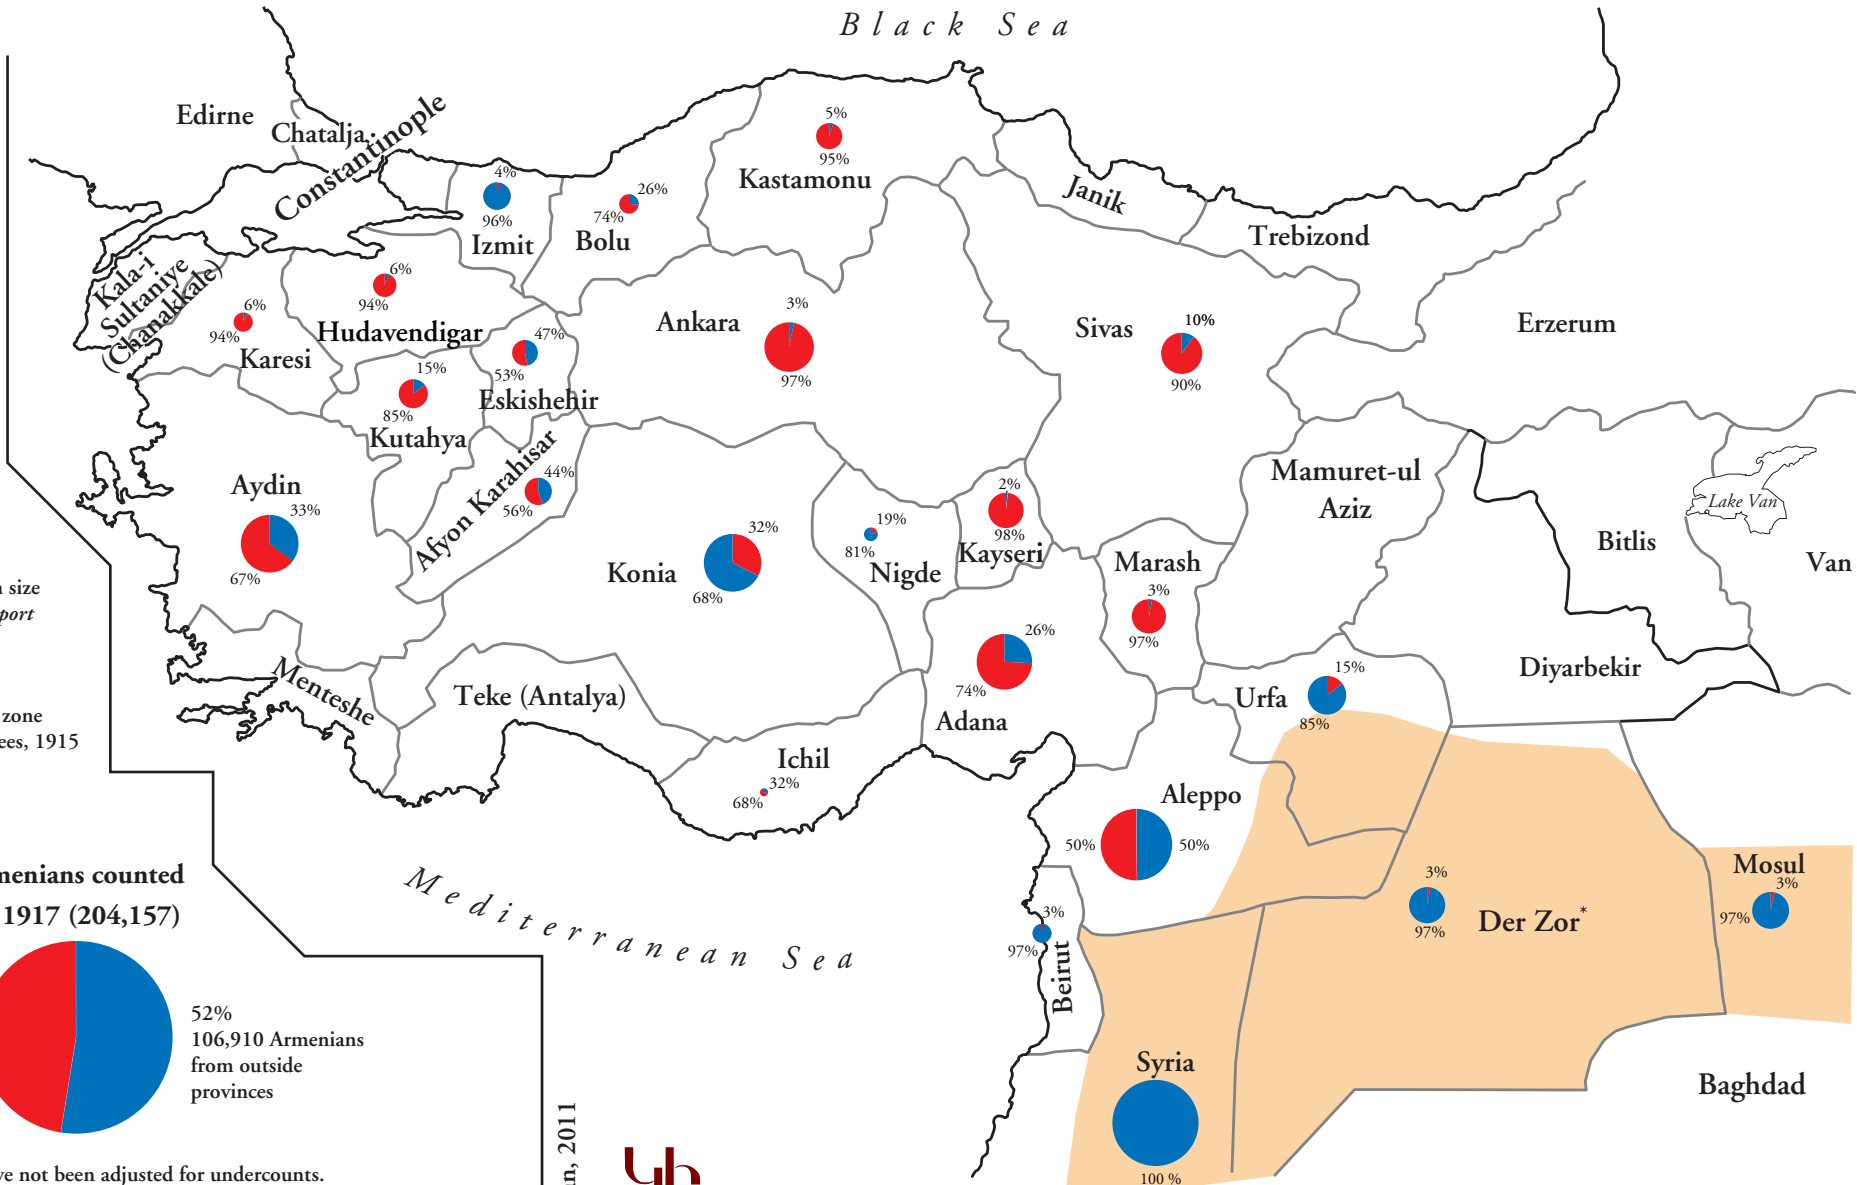 Black Sea
Edirne
Chatalja
Constantinople
4%
96%
Izmit
26%
74%
Bolu
5%
95%
Kastamonu
Janik
Trebizond
Kala-i
Sultaniye
(Chanakkale)
6%
94%
Karesi
6%
94%
Hudavendigar
47%
53%
Eskishehir
15%
85%
Kutahya
Ankara
3%
97%
Sivas
10%
90%
Erzerum
Aydin
33%
67%
Afyon Karahisar
44%
56%
Konia
32%
68%
19%
81%
Nigde
2%
98%
Kayseri
Marash
3%
97%
Mamuret-ul
Aziz
Lake Van
Bitlis
Van
Diyarbekir
Menteshe
Teke (Antalya)
Ichil
32%
68%
26%
74%
Adana
Urfa
15%
85%
size
port
zone
ees, 1915
Aleppo
50%
50%
Mediterranean Sea
3%
97%
Beirut
3%
97%
Der Zor*
Mosul
3%
97%
Syria
100 %
Baghdad
menians counted
1917 (204,157)
52%
106,910 Armenians
from outside
provinces
ve not been adjusted for undercounts.
an, 2011